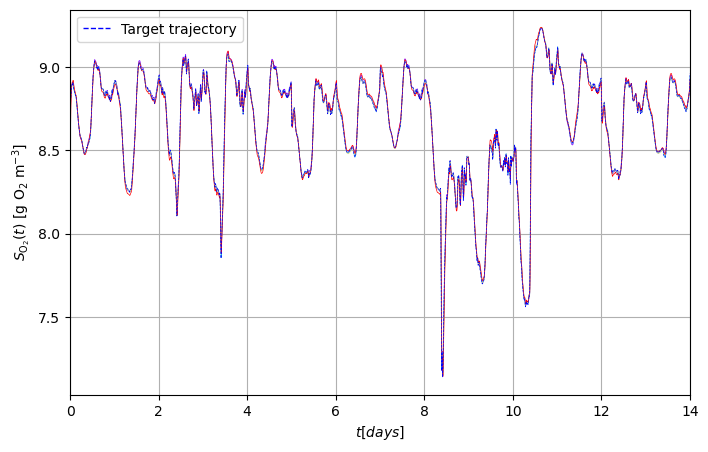 Target trajectory
9.0
8.5
8.0
7.5
S_{O_2}(t) [g O_2 m^{-3}]
0 2 4 6 8 10 12 14
t[days]